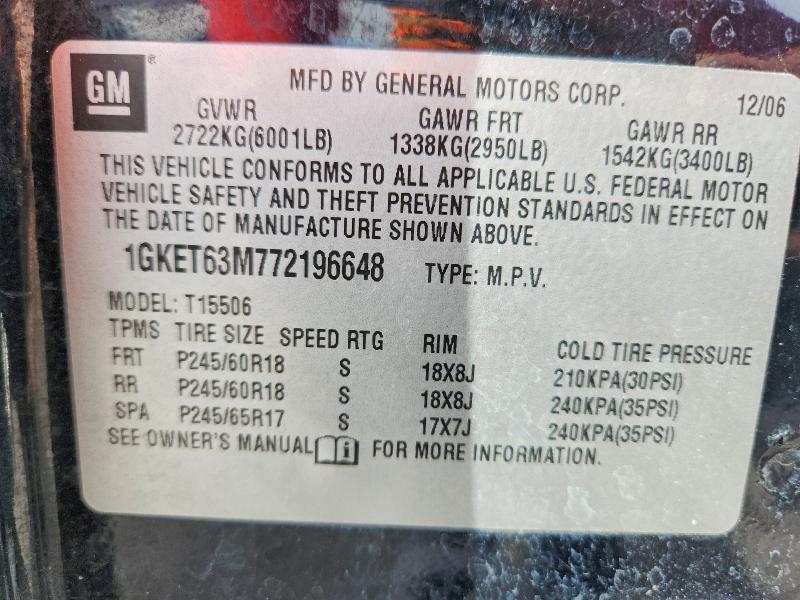 GM® MFD BY GENERAL MOTORS CORP. 12/06
GVWR GAWR FRT GAWR RR
2722KG(6001LB) 1338KG(2950LB) 1542KG(3400LB)
THIS VEHICLE CONFORMS TO ALL APPLICABLE U.S. FEDERAL MOTOR
VEHICLE SAFETY AND THEFT PREVENTION STANDARDS IN EFFECT ON
THE DATE OF MANUFACTURE SHOWN ABOVE.
1GKET63M772196648 TYPE: M.P.V.
MODEL: T15506
TPMS TIRE SIZE SPEED RTG RIM COLD TIRE PRESSURE
FRT P245/60R18 S 18X8J 210KPA(30PSI)
RR P245/60R18 S 18X8J 240KPA(35PSI)
SPA P245/65R17 S 17X7J 240KPA(35PSI)
SEE OWNER'S MANUAL i FOR MORE INFORMATION.